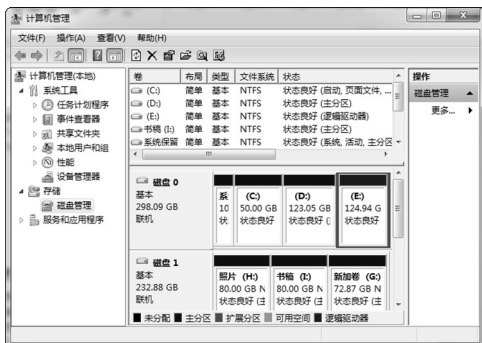 计算机管理
文件(F) 操作(A) 查看(V) 帮助(H)
计算机管理(本地)
系统工具
任务计划程序
事件查看器
共享文件夹
本地用户和组
性能
设备管理器
存储
磁盘管理
服务和应用程序
卷 布局 类型 文件系统 状态
(C:) 简单 基本 NTFS 状态良好 (启动, 页面文件, ...
(D:) 简单 基本 NTFS 状态良好 (主分区)
(E:) 简单 基本 NTFS 状态良好 (逻辑驱动器)
书稿 (I:) 简单 基本 NTFS 状态良好 (主分区)
系统保留 简单 基本 NTFS 状态良好 (系统, 活动, 主分区
磁盘 0
基本
298.09 GB
联机
系
10
状
(C:)
50.00 GB
状态良好
(D:)
123.05 GB
状态良好 (
(E:)
124.94 G
状态良好
磁盘 1
基本
232.88 GB
联机
照片 (H:)
80.00 GB N
状态良好 (主
书稿 (I:)
80.00 GB N
状态良好 (主
新加卷 (G:)
72.87 GB N
状态良好 (主
未分配 主分区 扩展分区 可用空间 逻辑驱动器
操作
磁盘管理
更多...